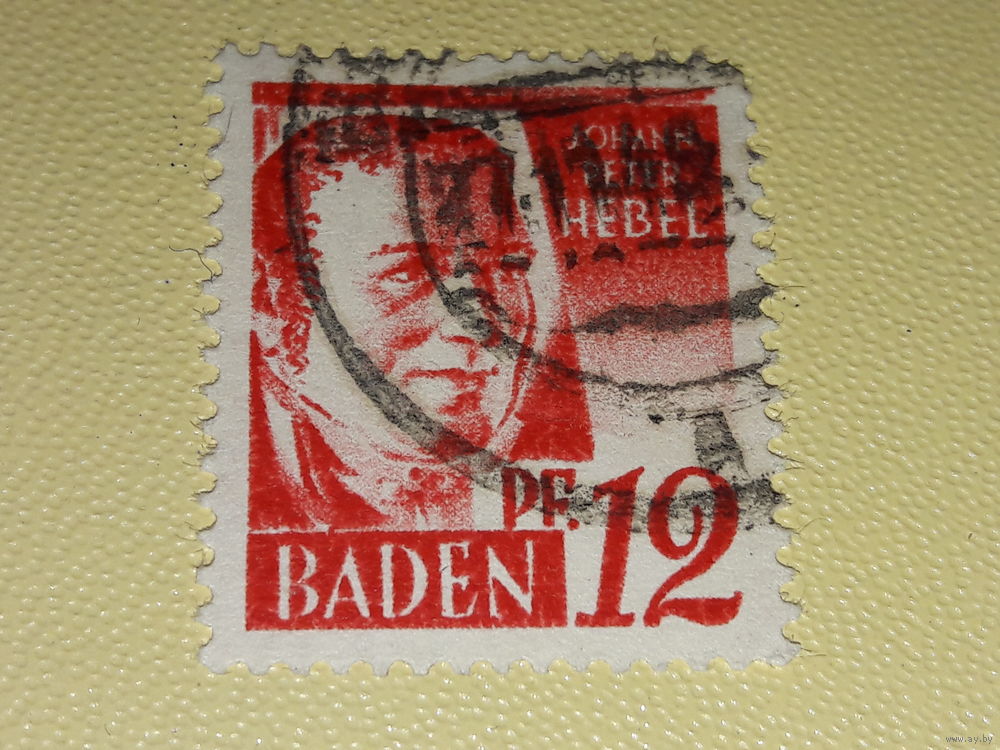 JOHANN
PETER
HEBEL
PF. 12
BADEN
www.ay.by